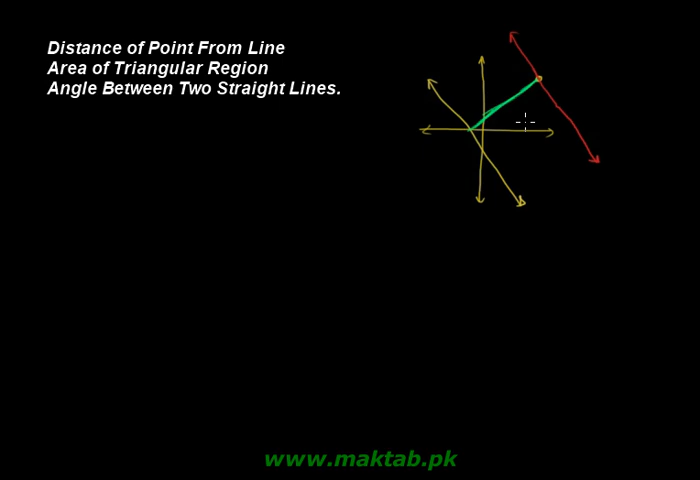 Distance of Point From Line
Area of Triangular Region
Angle Between Two Straight Lines.
www.maktab.pk